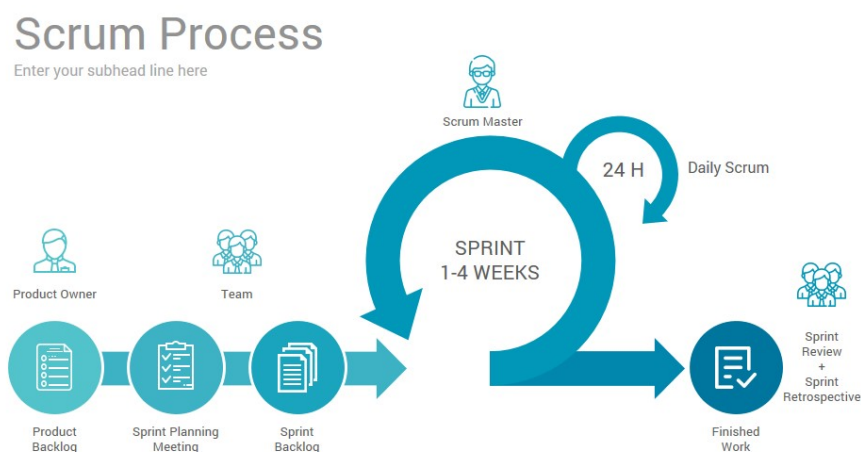 Scrum Process
Enter your subhead line here
Scrum Master
24 H
Daily Scrum
SPRINT
1-4 WEEKS
Product Owner
Team
Sprint
Review
+
Sprint
Retrospective
Product
Backlog
Sprint Planning
Meeting
Sprint
Backlog
Finished
Work